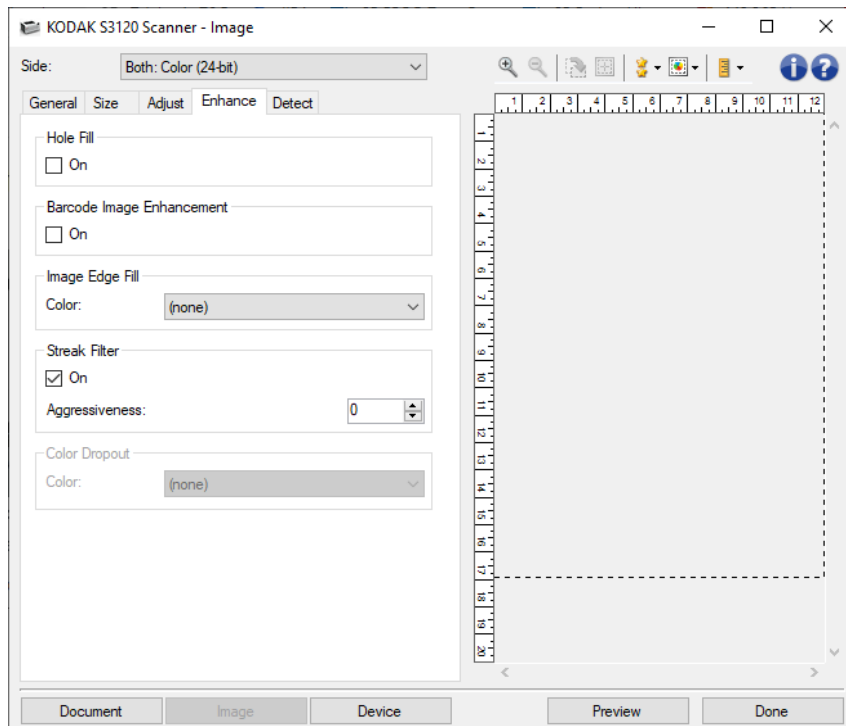 KODAK S3120 Scanner - Image
Side: Both: Color (24-bit)
General Size Adjust Enhance Detect
Hole Fill
On
Barcode Image Enhancement
On
Image Edge Fill
Color: (none)
Streak Filter
On
Aggressiveness: 0
Color Dropout
Color: (none)
1 2 3 4 5 6 7 8 9 10 11 12
1
2
3
4
5
6
7
8
9
10
11
12
13
14
15
16
17
18
19
20
Document Image Device Preview Done